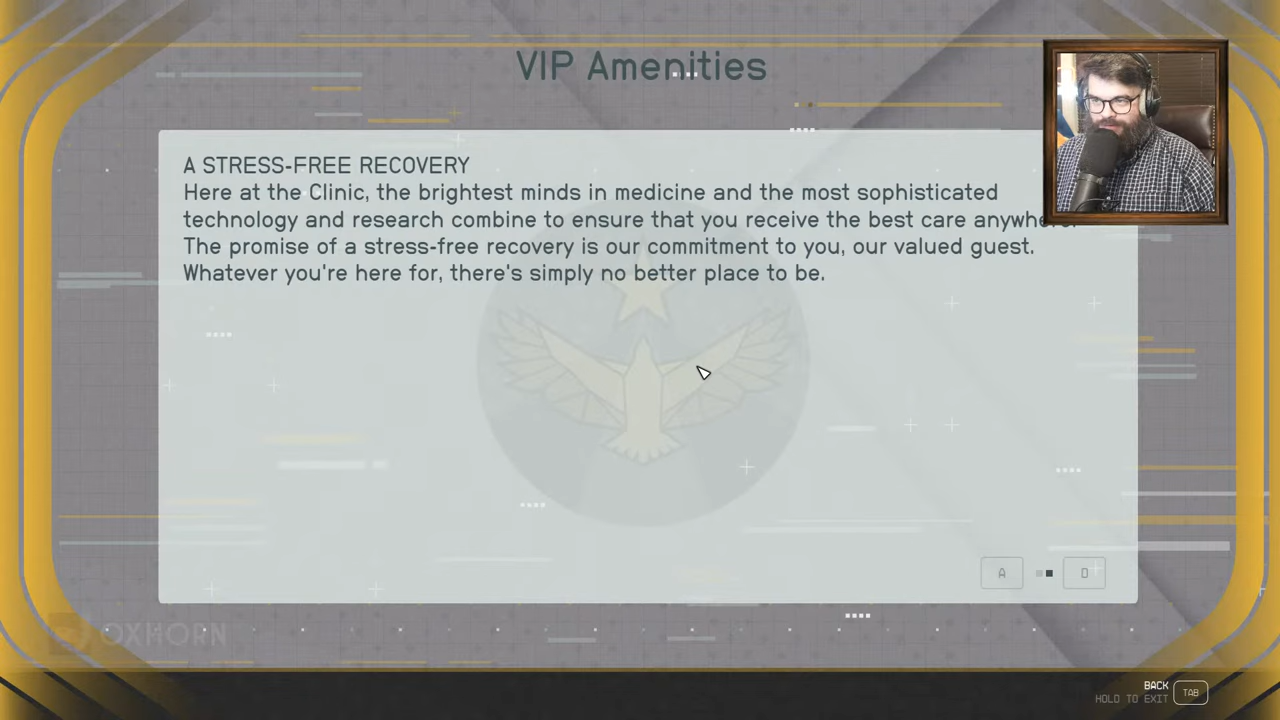 VIP Amenities
A STRESS-FREE RECOVERY
Here at the Clinic, the brightest minds in medicine and the most sophisticated
technology and research combine to ensure that you receive the best care
The promise of a stress-free recovery is our commitment to you, our valued guest.
Whatever you're here for, there's simply no better place to be.
A
D
OXHORN
BACK
HOLD TO EXIT
TAB